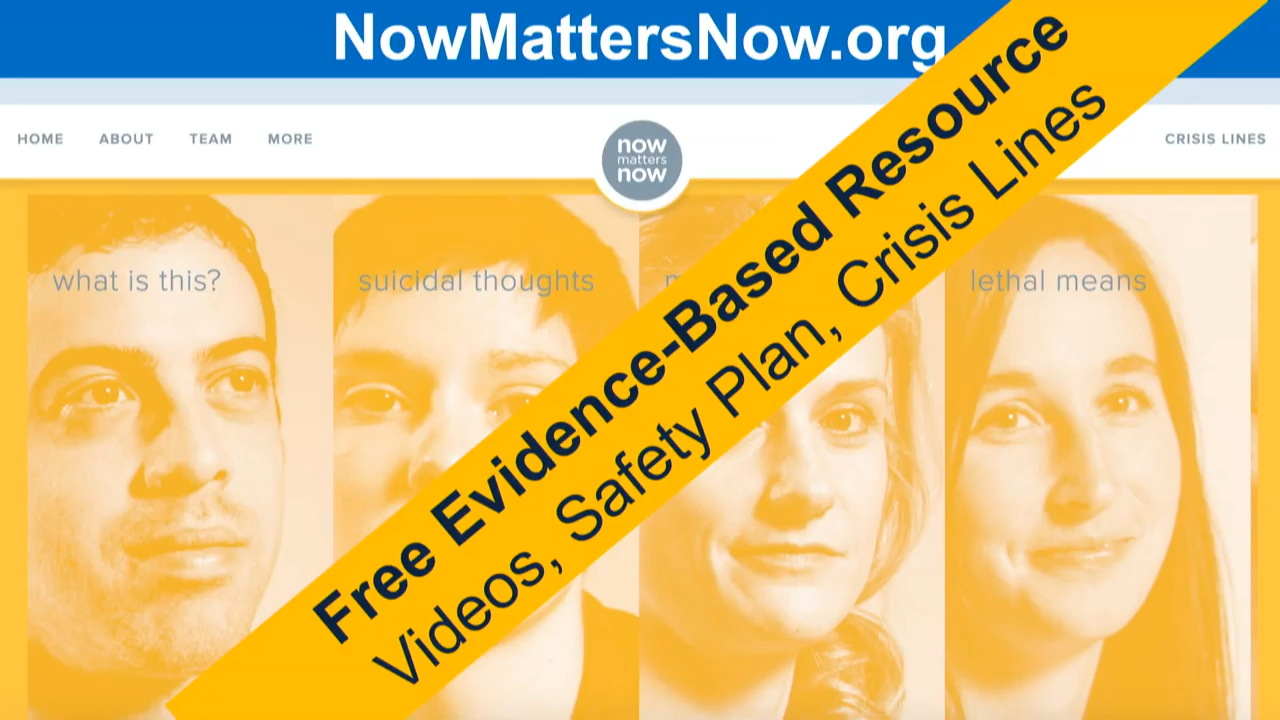 NowMattersNow.org
HOME ABOUT TEAM MORE
CRISIS LINES
now
matters
now
what is this?
suicidal thoughts
lethal means
Free Evidence-Based Resource
Videos, Safety Plan, Crisis Lines